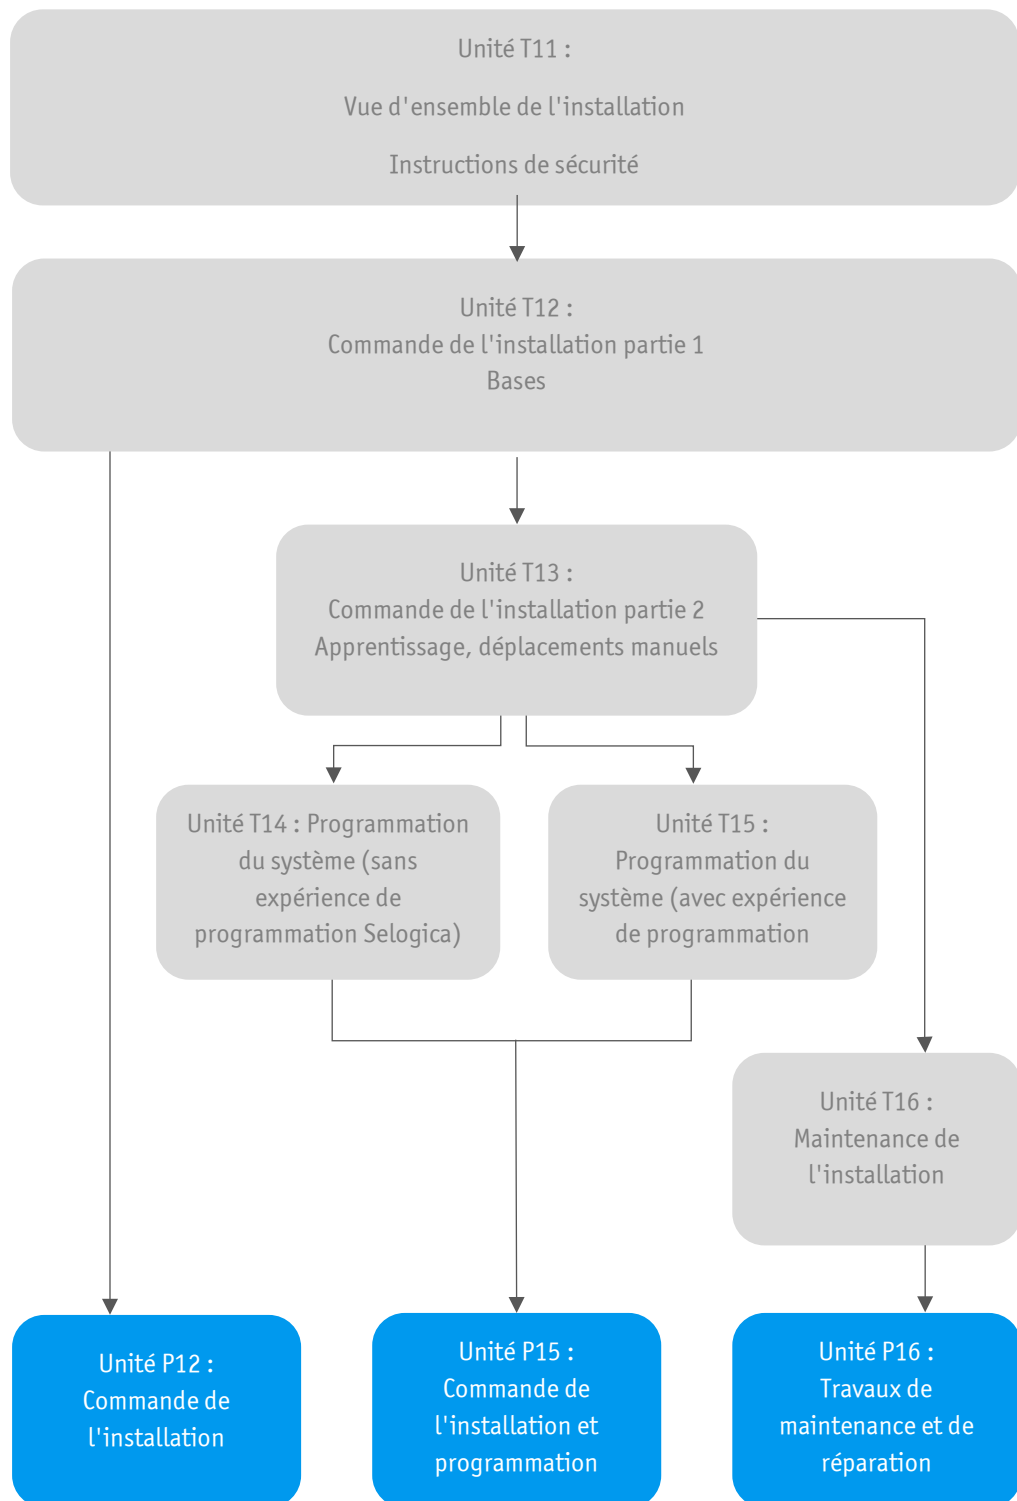 Unité T11 :
Vue d'ensemble de l'installation
Instructions de sécurité
Unité T12 :
Commande de l'installation partie 1
Bases
Unité T13 :
Commande de l'installation partie 2
Apprentissage, déplacements manuels
Unité T14 : Programmation
du système (sans
expérience de
programmation Selogica)
Unité T15 :
Programmation du
système (avec expérience
de programmation
Unité T16 :
Maintenance de
l'installation
Unité P12 :
Commande de
l'installation
Unité P15 :
Commande de
l'installation et
programmation
Unité P16 :
Travaux de
maintenance et de
réparation